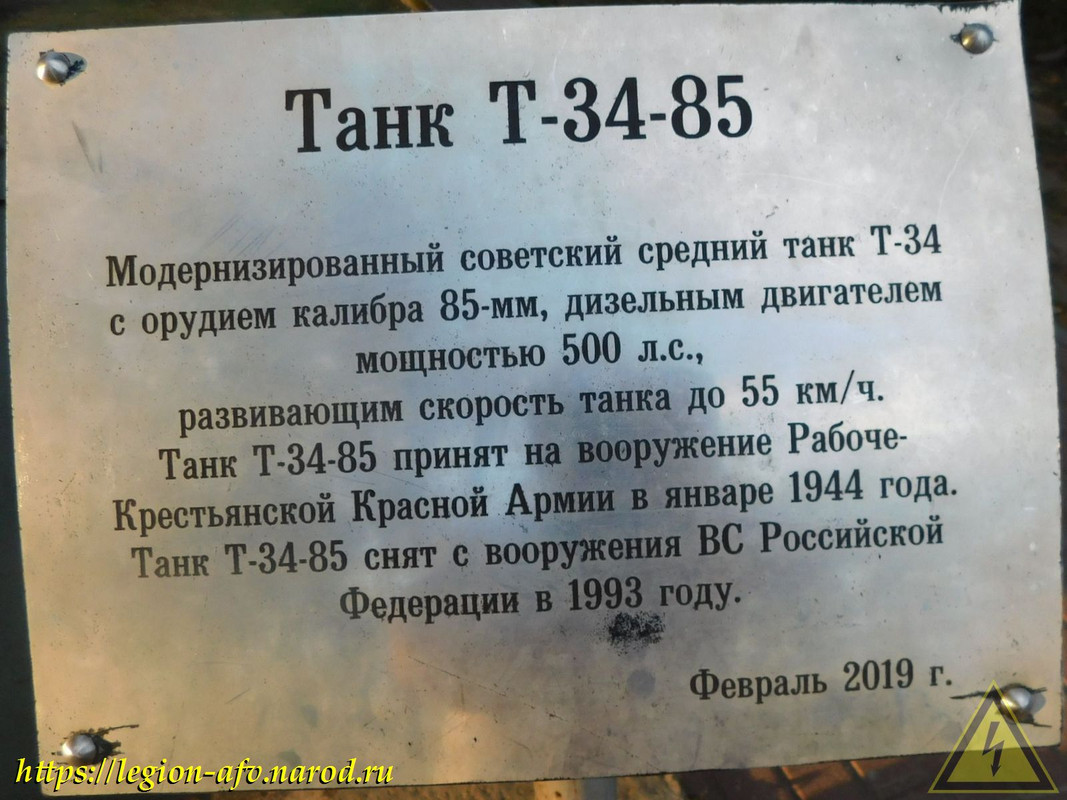 Танк Т-34-85
Модернизированный советский средний танк Т-34
с орудием калибра 85-мм, дизельным двигателем
мощностью 500 л.с.,
развивающим скорость танка до 55 км/ч.
Танк Т-34-85 принят на вооружение Рабоче-
Крестьянской Красной Армии в январе 1944 года.
Танк Т-34-85 снят с вооружения ВС Российской
Федерации в 1993 году.
Февраль 2019 г.
https://legion-afv.narod.ru